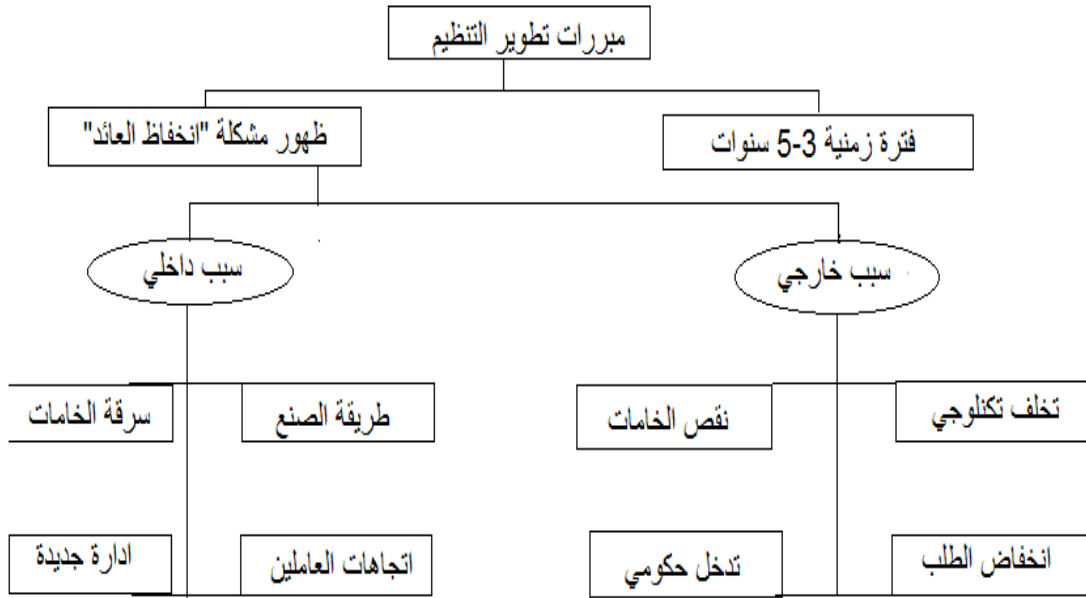 مبررات تطوير التنظيم
فترة زمنية 3-5 سنوات
ظهور مشكلة "انخفاظ العائد"
سبب خارجي
سبب داخلي
تخلف تكنلوجي
نقص الخامات
طريقة الصنع
سرقة الخامات
انخفاض الطلب
تدخل حكومي
اتجاهات العاملين
ادارة جديدة